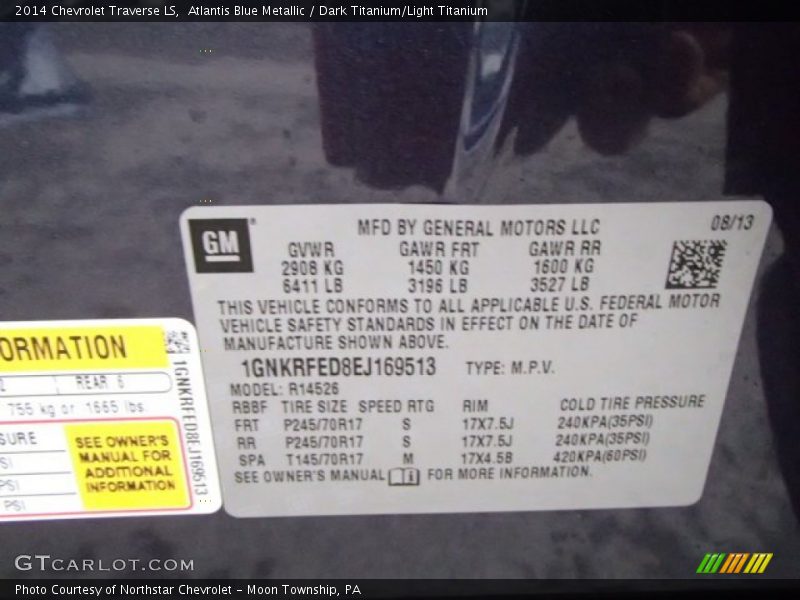 2014 Chevrolet Traverse LS, Atlantis Blue Metallic / Dark Titanium/Light Titanium
GM
MFD BY GENERAL MOTORS LLC 08/13
GVWR GAWR FRT GAWR RR
2908 KG 1450 KG 1600 KG
6411 LB 3196 LB 3527 LB
THIS VEHICLE CONFORMS TO ALL APPLICABLE U.S. FEDERAL MOTOR
VEHICLE SAFETY STANDARDS IN EFFECT ON THE DATE OF
MANUFACTURE SHOWN ABOVE.
1GNKRFED8EJ169513 TYPE: M.P.V.
MODEL: R14526
RBBF TIRE SIZE SPEED RTG RIM COLD TIRE PRESSURE
FRT P245/70R17 S 17X7.5J 240KPA(35PSI)
RR P245/70R17 S 17X7.5J 240KPA(35PSI)
SPA T145/70R17 M 17X4.5B 420KPA(60PSI)
SEE OWNER'S MANUAL i FOR MORE INFORMATION.
ORMATION
2 REAR
755 kg or 1665 lbs.
SURE
PSI
PSI
PSI
SEE OWNER'S
MANUAL FOR
ADDITIONAL
INFORMATION
1GNKRFED8EJ169513
GTCARLOT.COM
Photo Courtesy of Northstar Chevrolet - Moon Township, PA